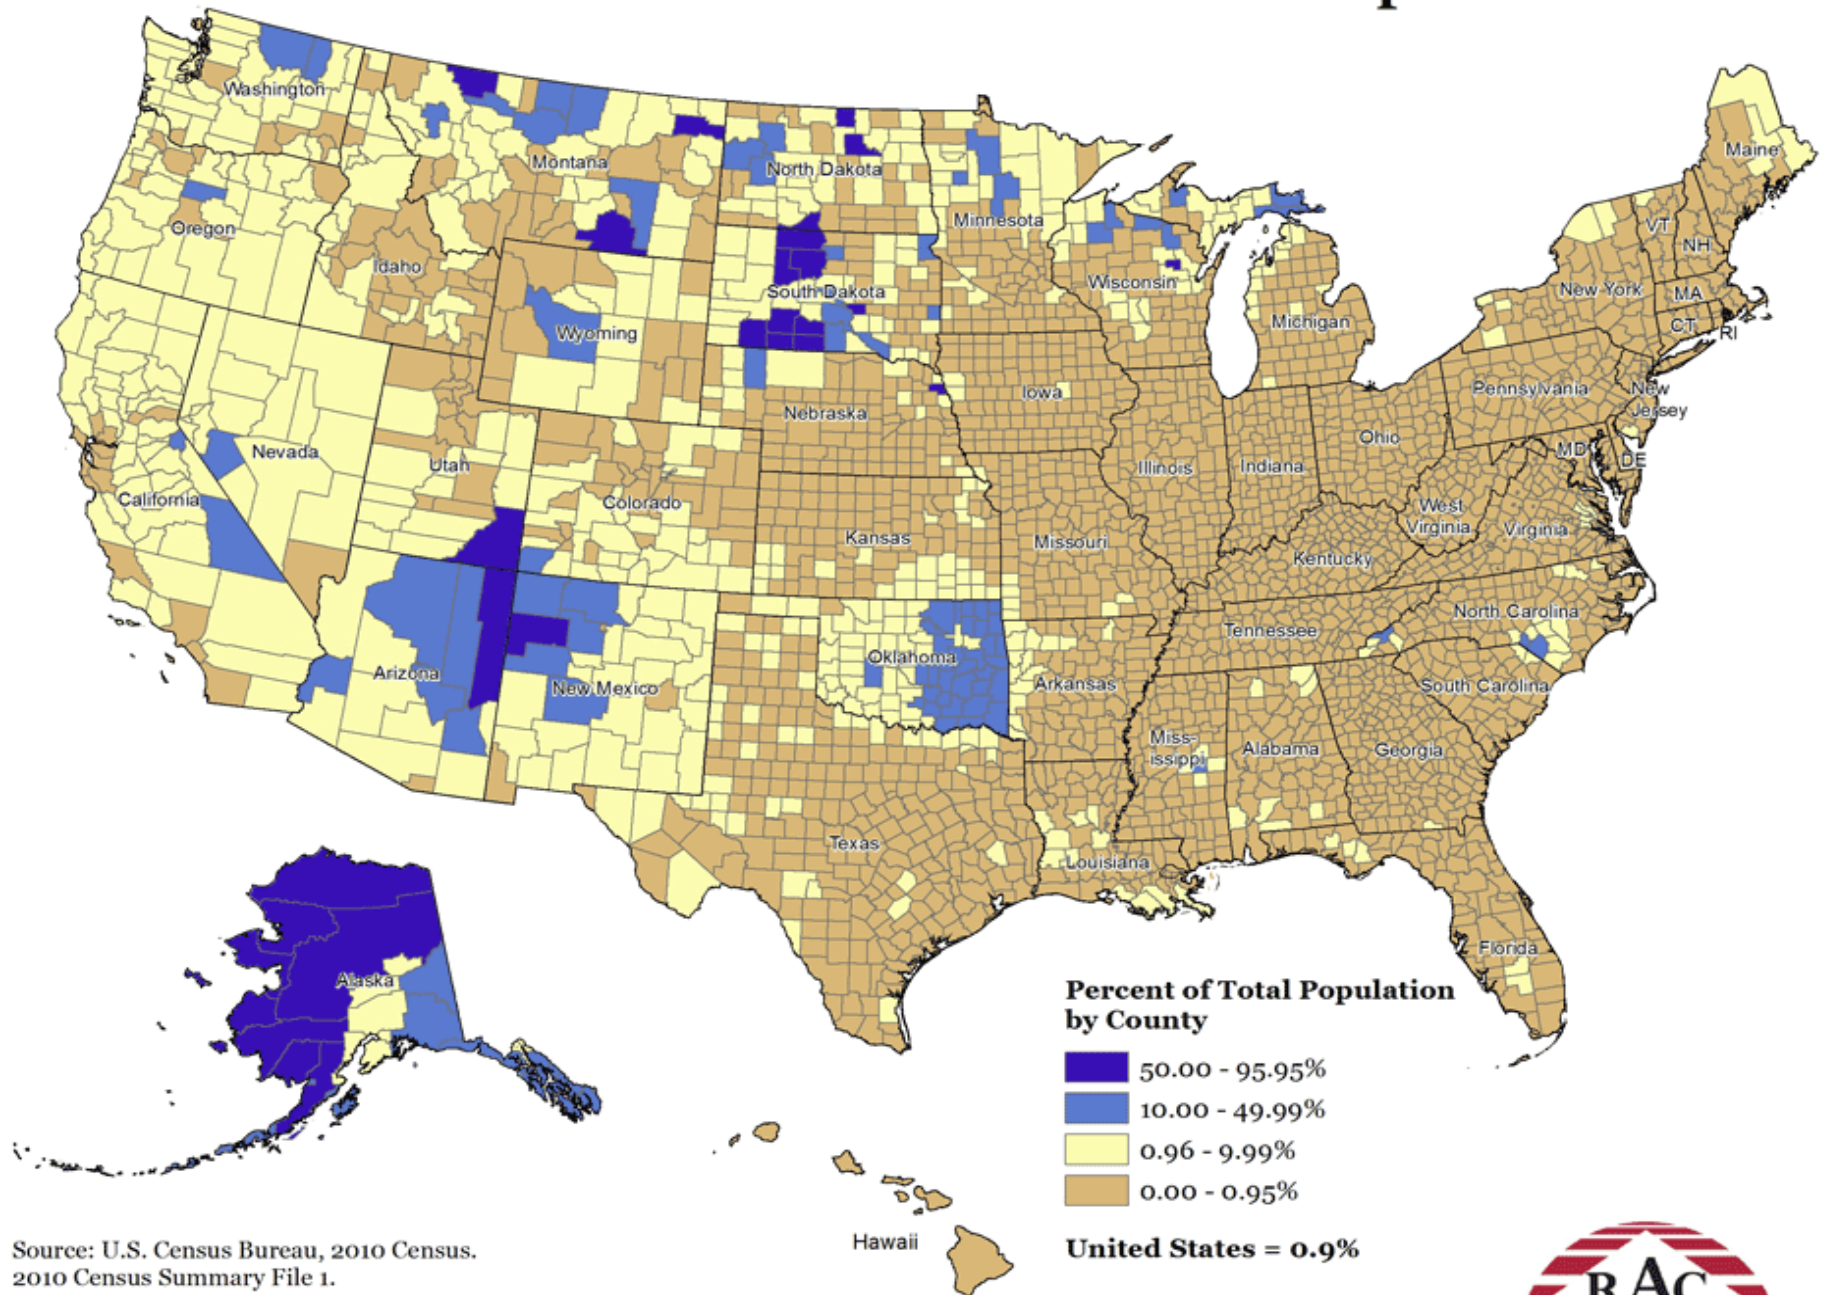 Washington
Montana
North Dakota
Minnesota
Maine
Oregon
Idaho
VT
NH
Wisconsin
South Dakota
New York
MA
Michigan
CT
RI
Wyoming
Iowa
Pennsylvania
New
Jersey
Nebraska
Nevada
Utah
Ohio
MD
DE
Illinois
Indiana
California
Colorado
West
Virginia
Virginia
Kansas
Missouri
Kentucky
North Carolina
Tennessee
Oklahoma
Arizona
New Mexico
Arkansas
South Carolina
Miss-
issippi
Alabama
Georgia
Texas
Louisiana
Florida
Alaska
Hawaii
Percent of Total Population
by County
50.00 - 95.95%
10.00 - 49.99%
0.96 - 9.99%
0.00 - 0.95%
United States = 0.9%
Source: U.S. Census Bureau, 2010 Census.
2010 Census Summary File 1.
RAC